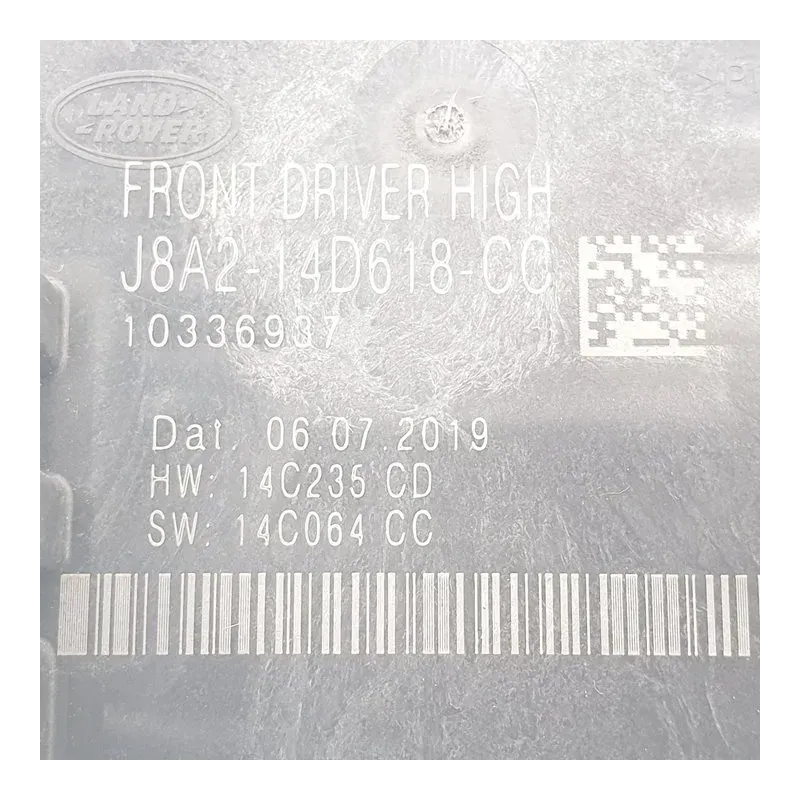 LAND
ROVER
FRONT DRIVER HIGH
J8A2-14D618-CC
10336937
Dat. 06.07.2019
HW: 14C235 CD
SW: 14C064 CC